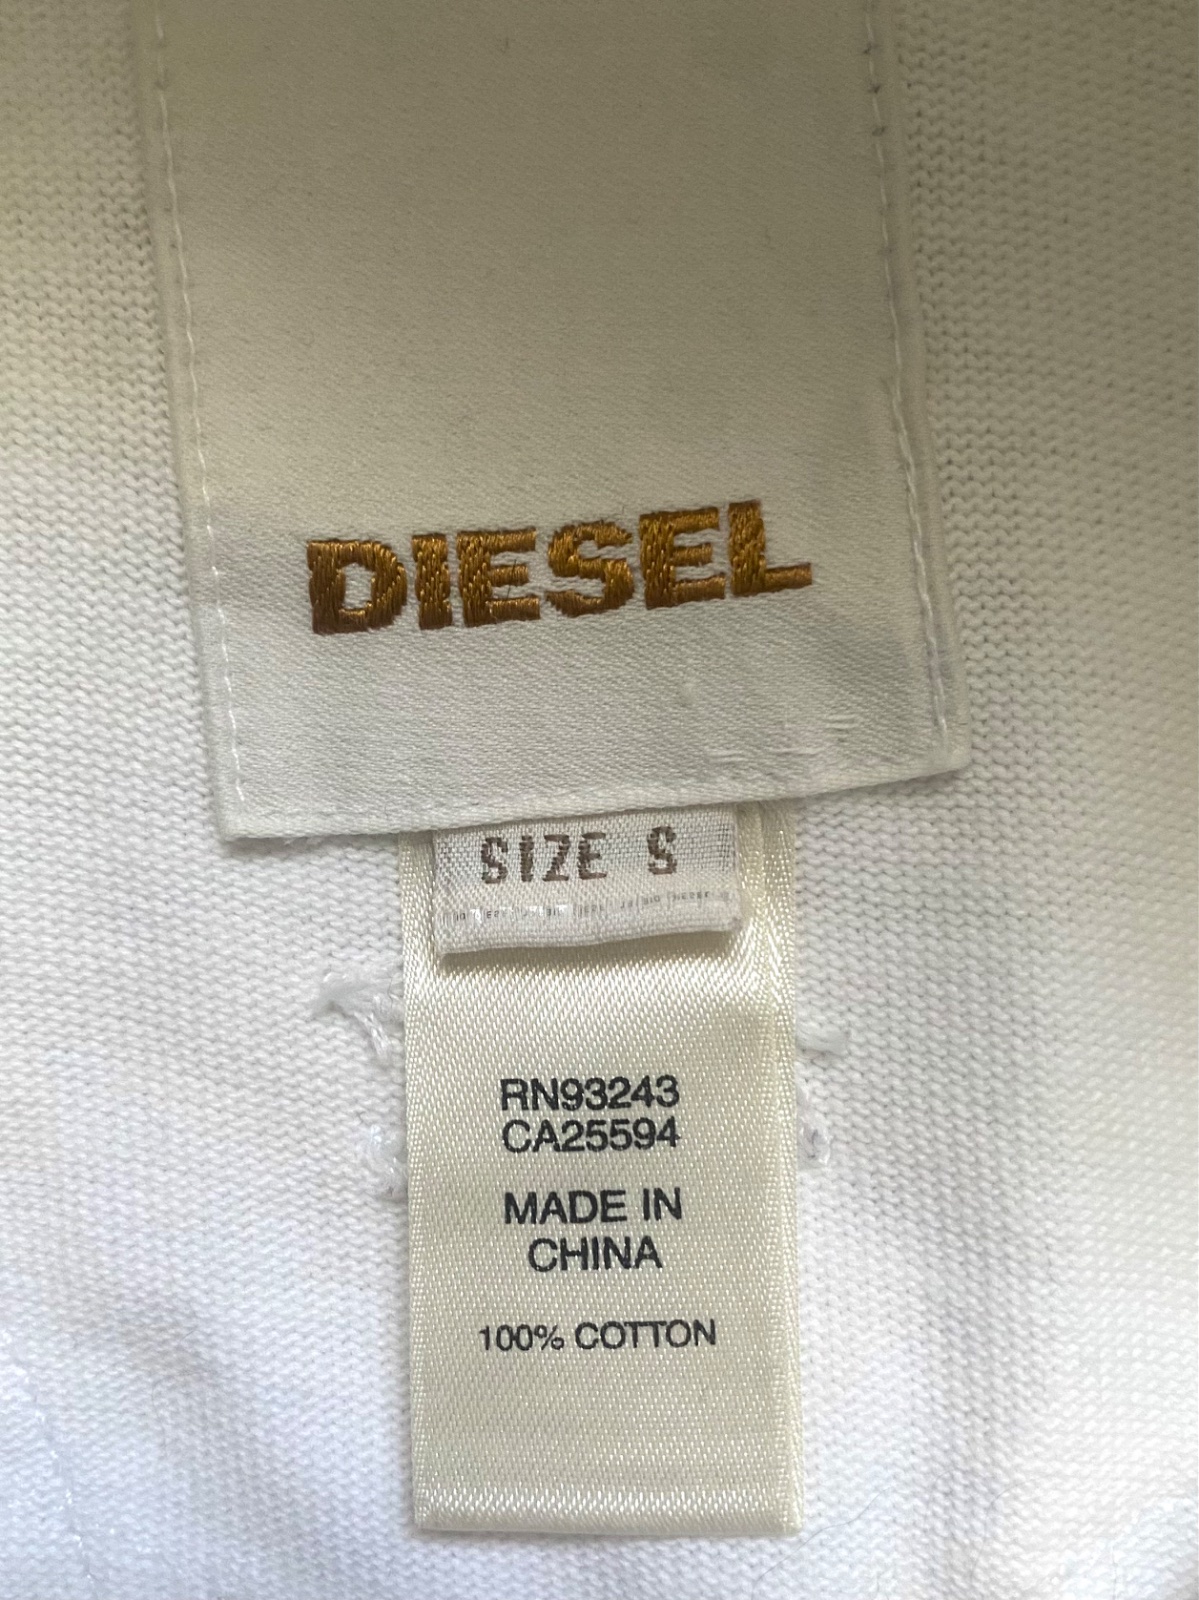 DIESEL
SIZE S
RN93243
CA25594
MADE IN
CHINA
100% COTTON